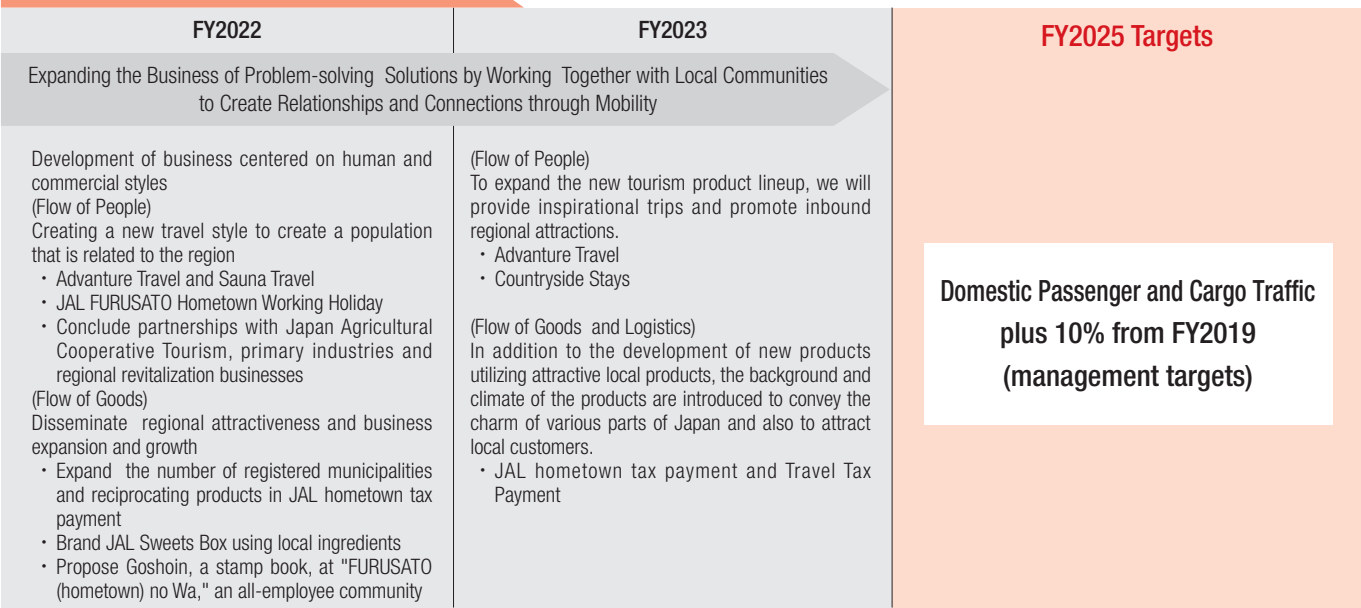 FY2022
FY2023
FY2025 Targets
Expanding the Business of Problem-solving Solutions by Working Together with Local Communities
to Create Relationships and Connections through Mobility
Development of business centered on human and
commercial styles
(Flow of People)
Creating a new travel style to create a population
that is related to the region
・Advanture Travel and Sauna Travel
・JAL FURUSATO Hometown Working Holiday
・Conclude partnerships with Japan Agricultural
Cooperative Tourism, primary industries and
regional revitalization businesses
(Flow of Goods)
Disseminate regional attractiveness and business
expansion and growth
・Expand the number of registered municipalities
and reciprocating products in JAL hometown tax
payment
・Brand JAL Sweets Box using local ingredients
・Propose Goshoin, a stamp book, at "FURUSATO
(hometown) no Wa," an all-employee community
(Flow of People)
To expand the new tourism product lineup, we will
provide inspirational trips and promote inbound
regional attractions.
・Advanture Travel
・Countryside Stays
(Flow of Goods and Logistics)
In addition to the development of new products
utilizing attractive local products, the background and
climate of the products are introduced to convey the
charm of various parts of Japan and also to attract
local customers.
・JAL hometown tax payment and Travel Tax
Payment
Domestic Passenger and Cargo Traffic
plus 10% from FY2019
(management targets)